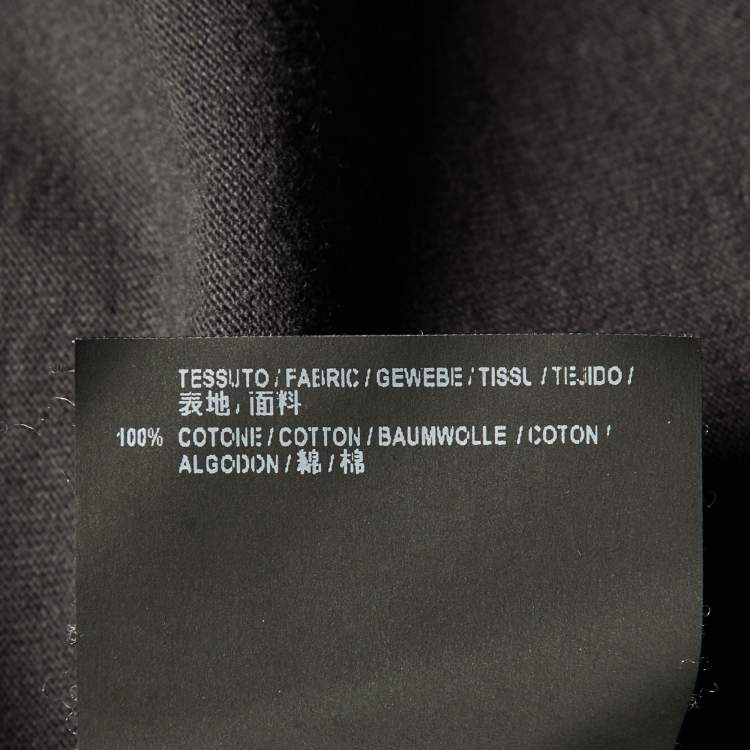 TESSUTO / FABRIC / GEWEBE / TISSU / TEJIDO /
表地 / 面料
100% COTONE / COTTON / BAUMWOLLE / COTON /
ALGODON / 綿 / 棉